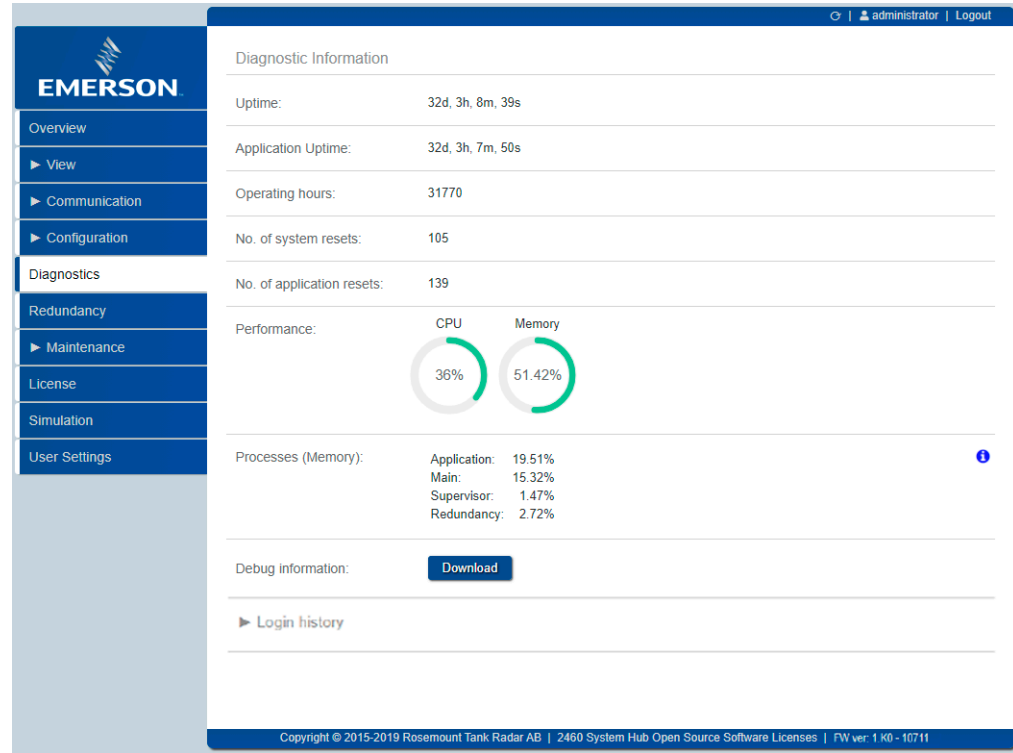 administrator | Logout
EMERSON
Overview
► View
► Communication
► Configuration
Diagnostics
Redundancy
► Maintenance
License
Simulation
User Settings
Diagnostic Information
Uptime: 32d, 3h, 8m, 39s
Application Uptime: 32d, 3h, 7m, 50s
Operating hours: 31770
No. of system resets: 105
No. of application resets: 139
Performance:
CPU Memory
36% 51.42%
Processes (Memory):
Application: 19.51%
Main: 15.32%
Supervisor: 1.47%
Redundancy: 2.72%
Debug information: Download
► Login history
Copyright © 2015-2019 Rosemount Tank Radar AB | 2460 System Hub Open Source Software Licenses | FW ver: 1.K0 - 10711